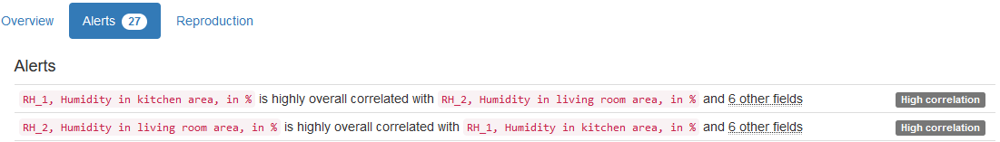 Overview Alerts 27 Reproduction
Alerts
RH_1, Humidity in kitchen area, in % is highly overall correlated with RH_2, Humidity in living room area, in % and 6 other fields High correlation
RH_2, Humidity in living room area, in % is highly overall correlated with RH_1, Humidity in kitchen area, in % and 6 other fields High correlation